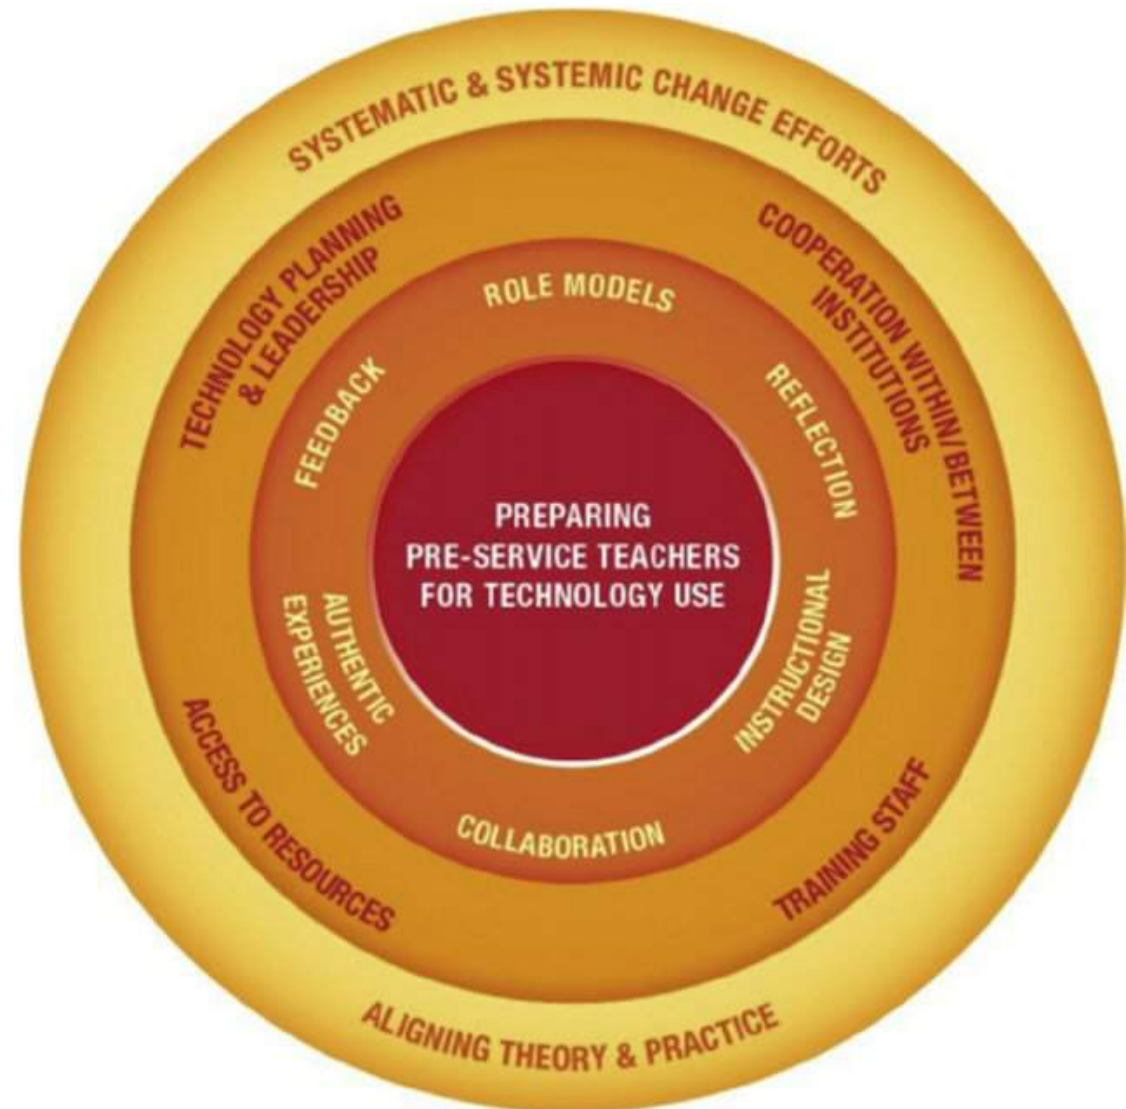 SYSTEMATIC & SYSTEMIC CHANGE EFFORTS
TECHNOLOGY PLANNING
& LEADERSHIP
COOPERATION WITHIN/BETWEEN
INSTITUTIONS
ROLE MODELS
FEEDBACK
REFLECTION
PREPARING
PRE-SERVICE TEACHERS
FOR TECHNOLOGY USE
AUTHENTIC
EXPERIENCES
INSTRUCTIONAL
DESIGN
COLLABORATION
ACCESS TO RESOURCES
TRAINING STAFF
ALIGNING THEORY & PRACTICE